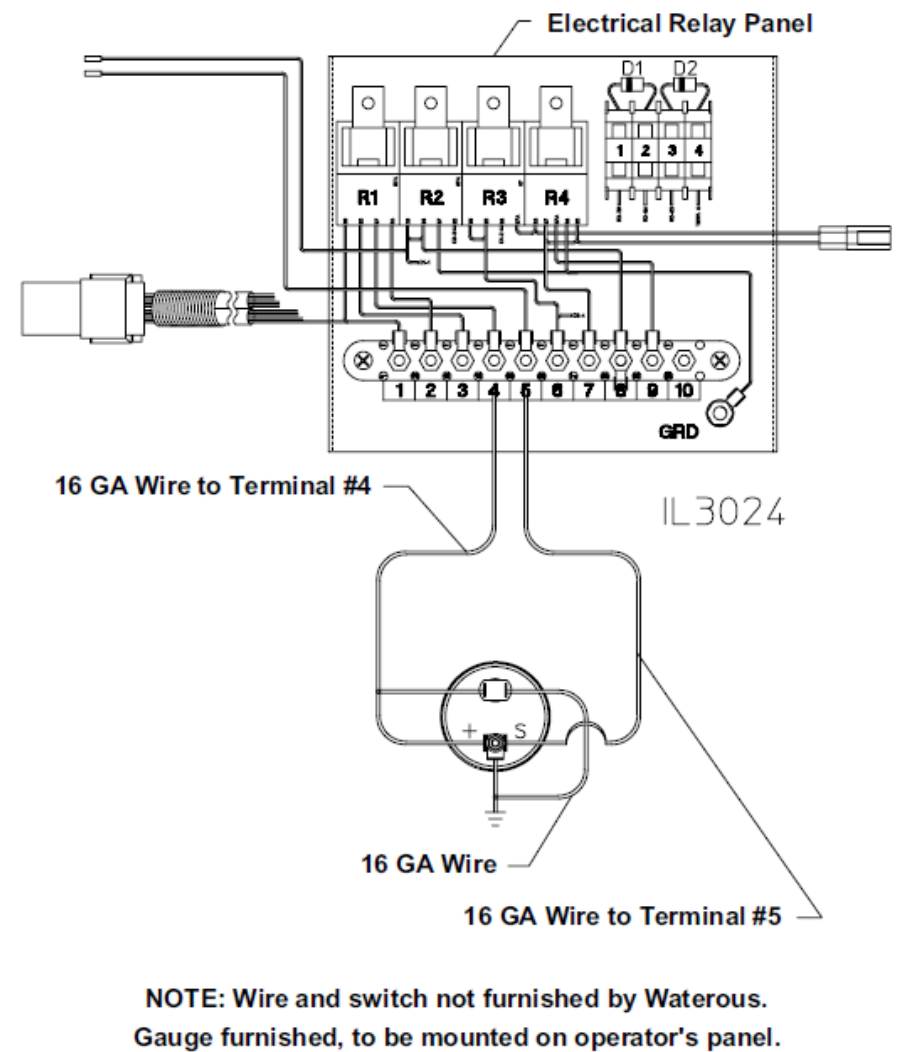 Electrical Relay Panel
D1 D2
1 2 3 4
R1 R2 R3 R4
1 2 3 4 5 6 7 8 9 10
GRD
16 GA Wire to Terminal #4
IL3024
+ S
16 GA Wire
16 GA Wire to Terminal #5
NOTE: Wire and switch not furnished by Waterous.
Gauge furnished, to be mounted on operator's panel.